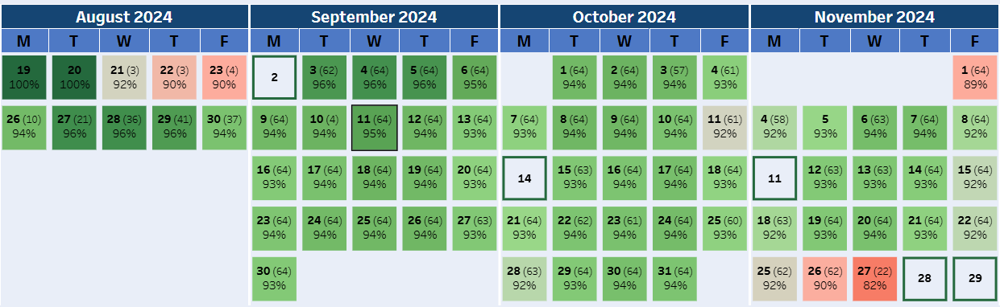 August 2024 September 2024 October 2024 November 2024
M T W T F M T W T F M T W T F M T W T F
19 20 21 (3) 22 (3) 23 (4) 2 3 (62) 4 (64) 5 (64) 6 (64) 1 (64) 2 (64) 3 (57) 4 (61) 1 (64)
100% 100% 92% 90% 90% 96% 96% 96% 95% 94% 94% 94% 93% 89%
26 (10) 27 (21) 28 (36) 29 (41) 30 (37) 9 (64) 10 (4) 11 (64) 12 (64) 13 (64) 7 (64) 8 (64) 9 (64) 10 (64) 11 (61) 4 (58) 5 6 (63) 7 (64) 8 (64)
94% 96% 96% 96% 94% 94% 94% 95% 94% 93% 93% 94% 94% 94% 92% 92% 93% 94% 94% 92%
16 (64) 17 (64) 18 (64) 19 (64) 20 (64) 14 15 (63) 16 (64) 17 (64) 18 (64) 11 12 (63) 13 (63) 14 (64) 15 (64)
93% 94% 94% 94% 93% 93% 94% 94% 93% 93% 93% 93% 92%
23 (64) 24 (64) 25 (64) 26 (64) 27 (63) 21 (64) 22 (62) 23 (61) 24 (64) 25 (60) 18 (63) 19 (64) 20 (64) 21 (64) 22 (64)
94% 94% 94% 94% 93% 93% 94% 94% 94% 93% 92% 93% 94% 93% 92%
30 (64) 28 (63) 29 (64) 30 (64) 31 (64) 25 (62) 26 (62) 27 (22) 28 29
93% 92% 93% 94% 94% 92% 90% 82%